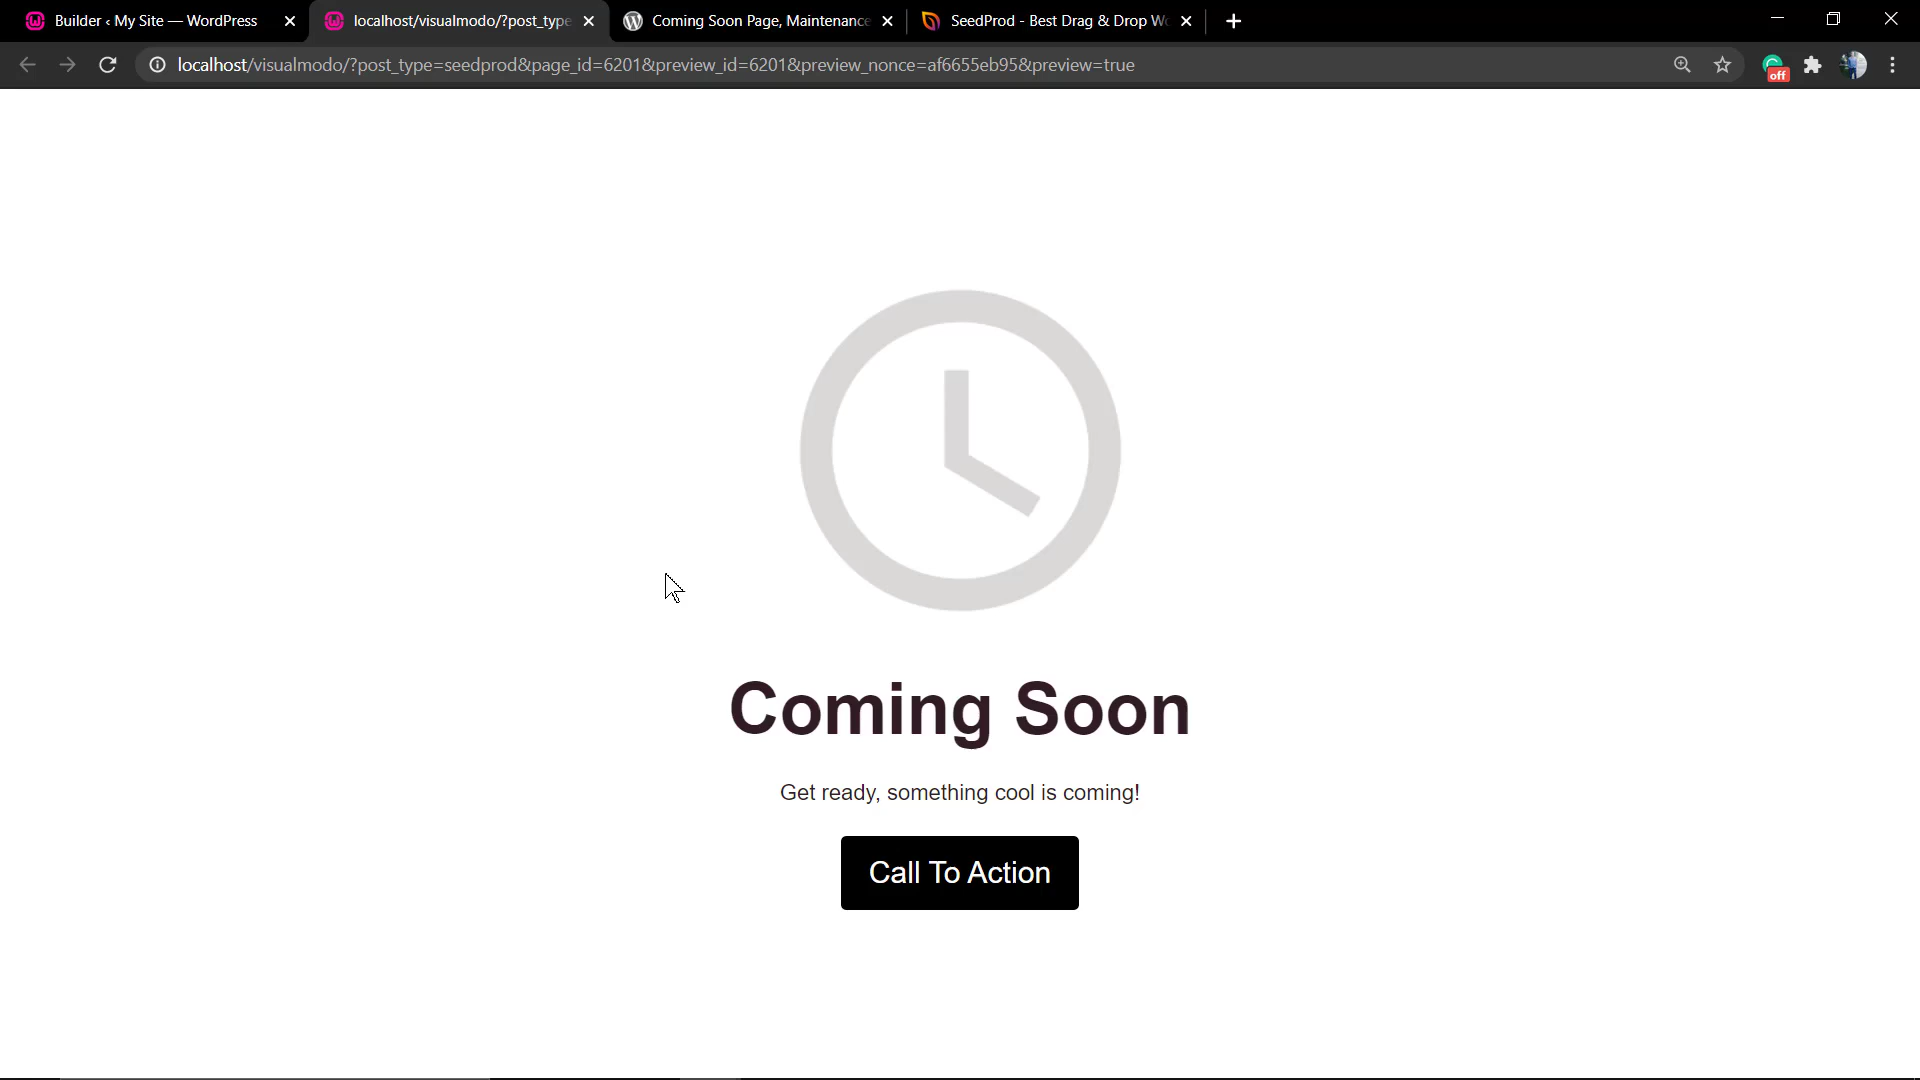 Builder ‹ My Site — WordPress
localhost/visualmodo/?post_type
Coming Soon Page, Maintenance
SeedProd - Best Drag & Drop Wo
localhost/visualmodo/?post_type=seedprod&page_id=6201&preview_id=6201&preview_nonce=af6655eb95&preview=true
off
Coming Soon
Get ready, something cool is coming!
Call To Action